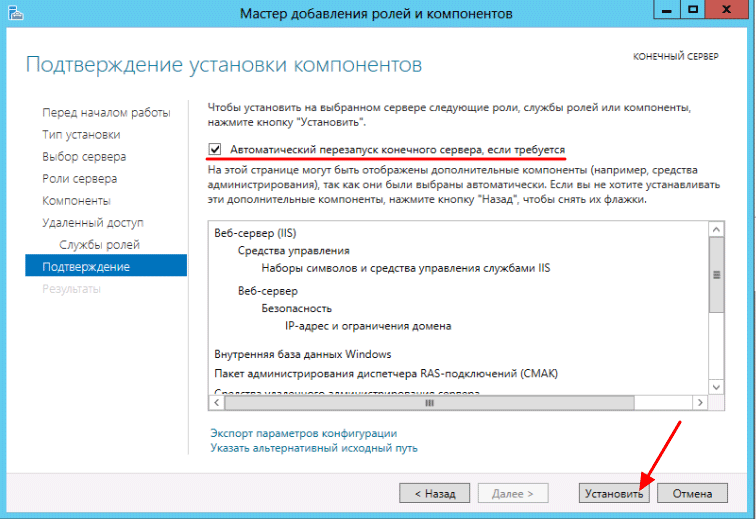 Мастер добавления ролей и компонентов
Подтверждение установки компонентов
КОНЕЧНЫЙ СЕРВЕР
Перед началом работы
Тип установки
Выбор сервера
Роли сервера
Компоненты
Удаленный доступ
Службы ролей
Подтверждение
Результаты
Чтобы установить на выбранном сервере следующие роли, службы ролей или компоненты,
нажмите кнопку "Установить".
Автоматический перезапуск конечного сервера, если требуется
На этой странице могут быть отображены дополнительные компоненты (например, средства
администрирования), так как они были выбраны автоматически. Если вы не хотите устанавливать
эти дополнительные компоненты, нажмите кнопку "Назад", чтобы снять их флажки.
Веб-сервер (IIS)
Средства управления
Наборы символов и средства управления службами IIS
Веб-сервер
Безопасность
IP-адрес и ограничения домена
Внутренняя база данных Windows
Пакет администрирования диспетчера RAS-подключений (CMAK)
Средства удаленного администрирования сервера
Экспорт параметров конфигурации
Указать альтернативный исходный путь
< Назад
Далее >
Установить
Отмена